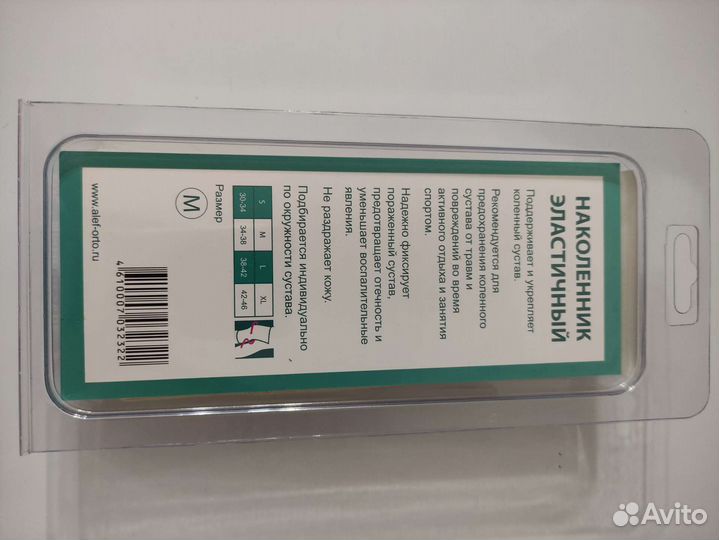 НАКОЛЕННИК
ЭЛАСТИЧНЫЙ
Поддерживает и укрепляет
коленный сустав.
Рекомендуется для
предохранения коленного
сустава от травм и
повреждений во время
активного отдыха и занятия
спортом.
Надежно фиксирует
пораженный сустав,
предотвращает отечность и
уменьшает воспалительные
явления.
Не раздражает кожу.
Подбирается индивидуально
по окружности сустава.
S M L XL
30-34 34-38 38-42 42-46
Размер
M
4610007032322
www.alef-orto.ru
Avito